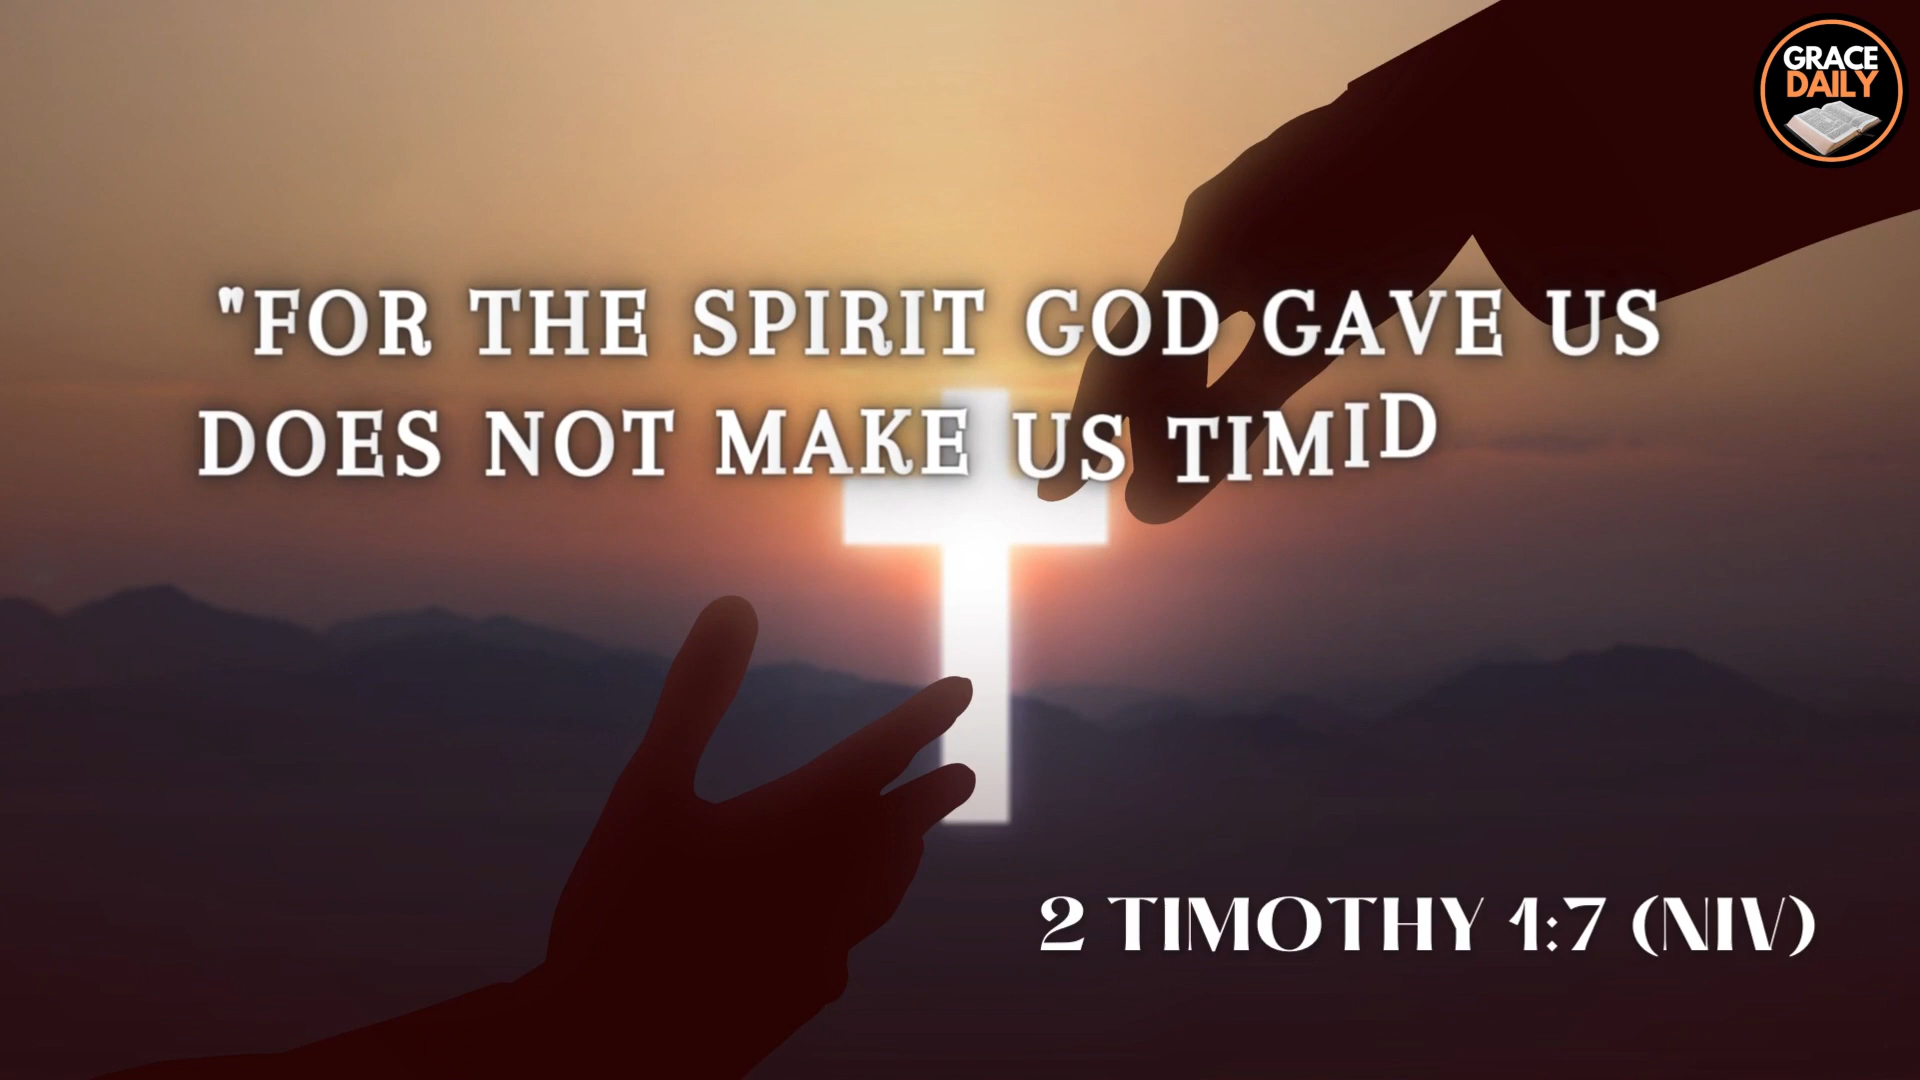 GRACE
DAILY
"FOR THE SPIRIT GOD GAVE US
DOES NOT MAKE US TIMID
2 TIMOTHY 1:7 (NIV)